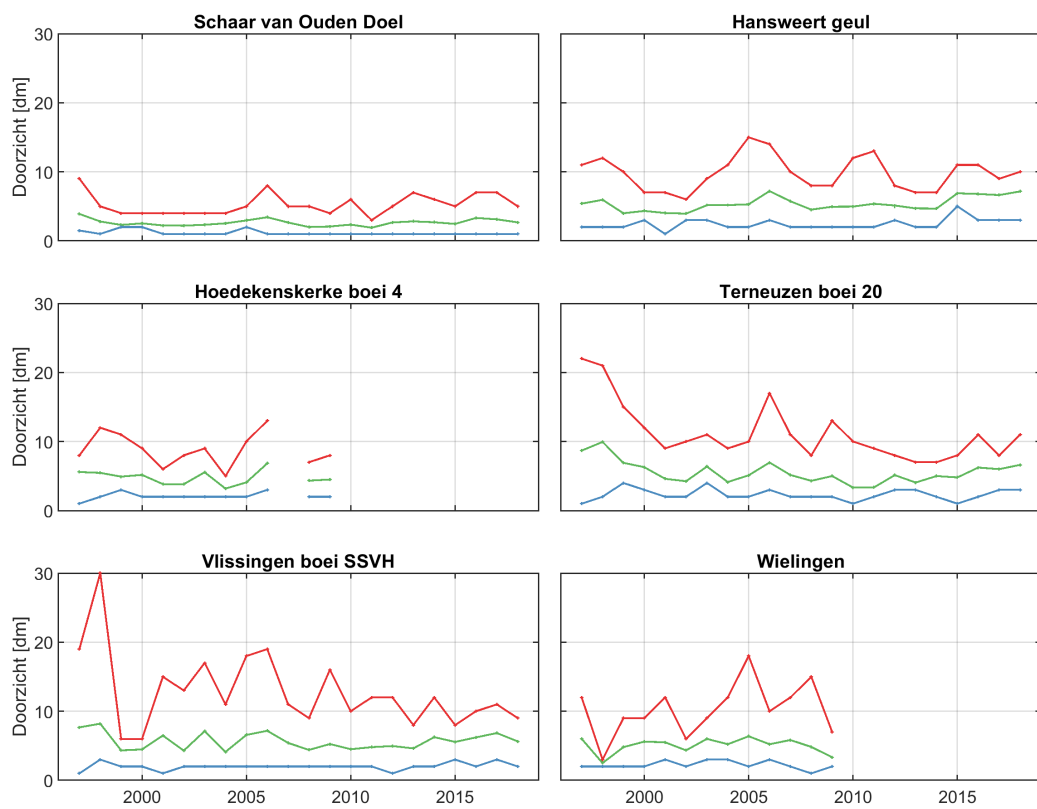 Schaar van Ouden Doel
Hansweert geul
Doorzicht [dm]
30
20
10
0
Hoedekenskerke boei 4
Terneuzen boei 20
Doorzicht [dm]
30
20
10
0
Vlissingen boei SSVH
Wielingen
Doorzicht [dm]
30
20
10
0
2000 2005 2010 2015
2000 2005 2010 2015